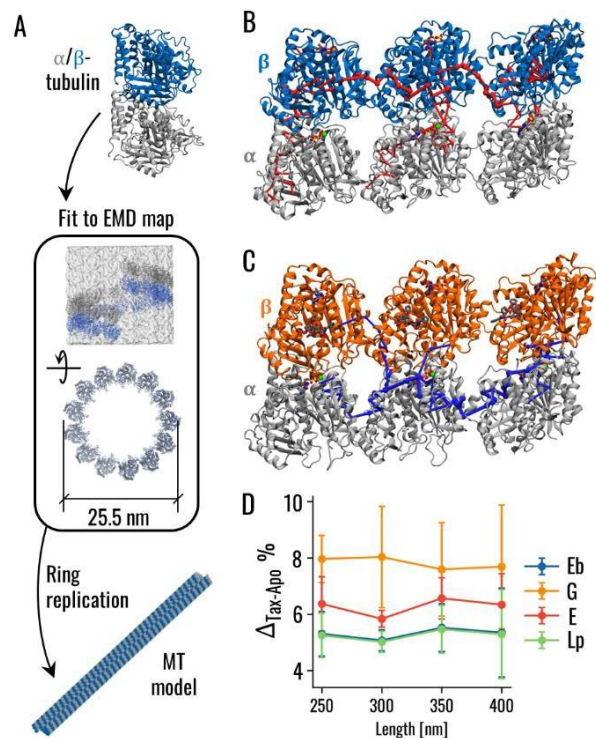 A
α/β-
tubulin
Fit to EMD map
25.5 nm
Ring
replication
MT
model
B
β
α
C
β
α
D
Δ Tax-Apo %
10
8
6
4
250 300 350 400
Length [nm]
Eb
G
E
Lp